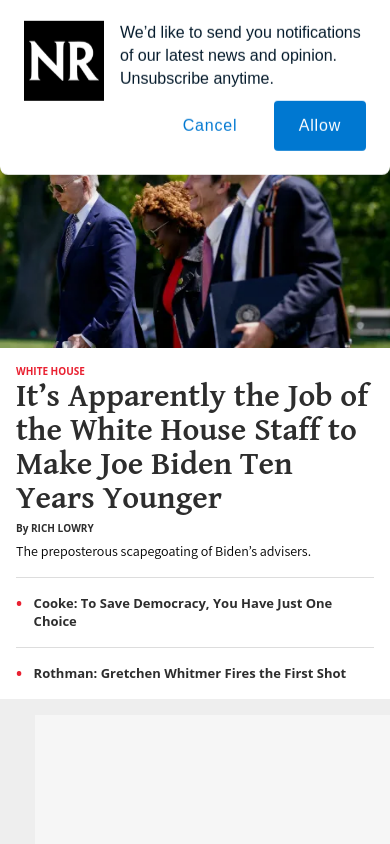 NR
We’d like to send you notifications
of our latest news and opinion.
Unsubscribe anytime.
Cancel
Allow
WHITE HOUSE
It’s Apparently the Job of
the White House Staff to
Make Joe Biden Ten
Years Younger
By RICH LOWRY
The preposterous scapegoating of Biden’s advisers.
• Cooke: To Save Democracy, You Have Just One
Choice
• Rothman: Gretchen Whitmer Fires the First Shot